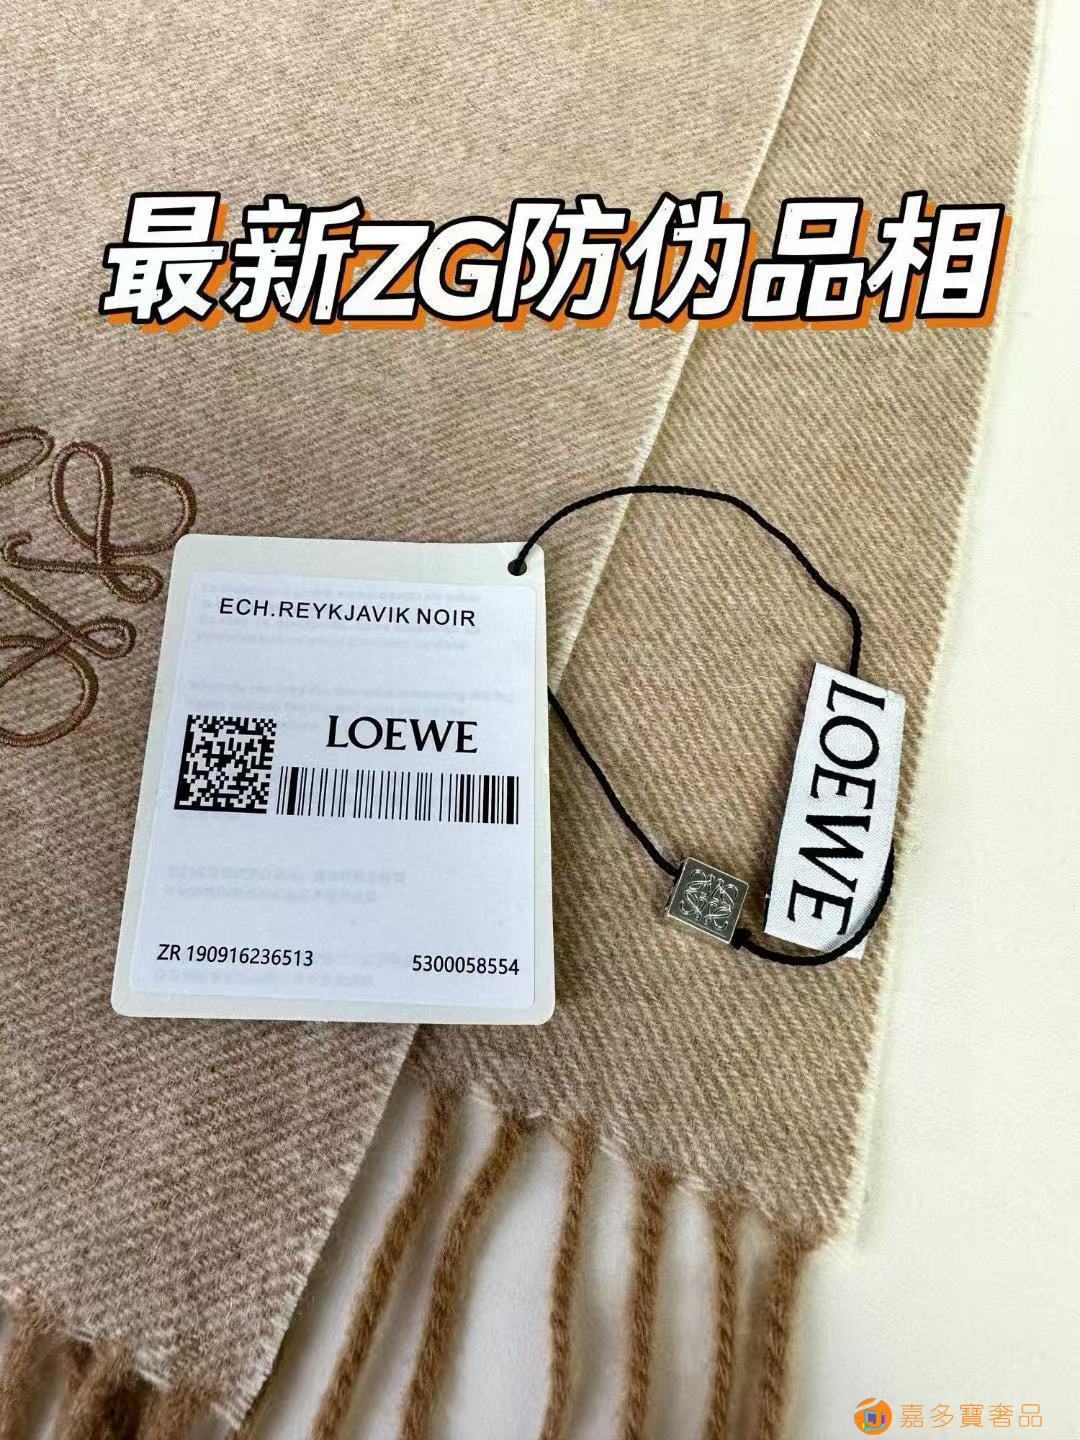 最新ZG防伪品相
ECH.REYKJAVIK NOIR
LOEWE
ZR 190916236513
5300058554
LOEWE
嘉多寶奢品